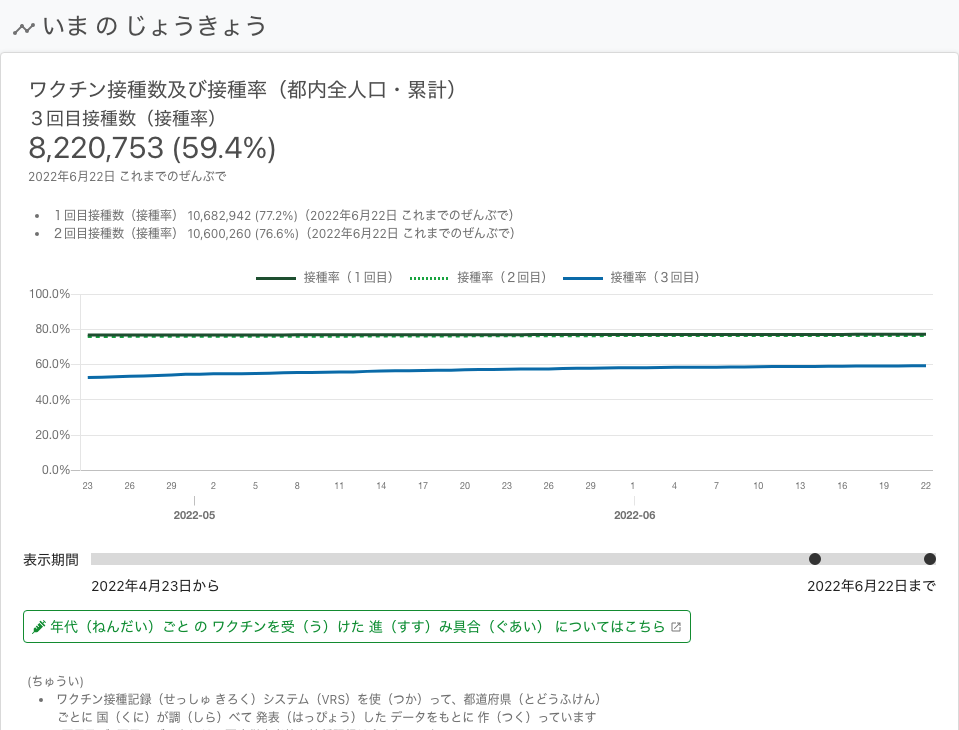 いま の じょうきょう
ワクチン接種数及び接種率（都内全人口・累計）
３回目接種数（接種率）
8,220,753 (59.4%)
2022年6月22日 これまでのぜんぶで
• １回目接種数（接種率） 10,682,942 (77.2%)（2022年6月22日 これまでのぜんぶで）
• ２回目接種数（接種率） 10,600,260 (76.6%)（2022年6月22日 これまでのぜんぶで）
接種率（１回目） 接種率（２回目） 接種率（３回目）
100.0%
80.0%
60.0%
40.0%
20.0%
0.0%
23 26 29 2 5 8 11 14 17 20 23 26 29 1 4 7 10 13 16 19 22
2022-05 2022-06
表示期間
2022年4月23日から 2022年6月22日まで
年代（ねんだい）ごと の ワクチンを受（う）けた 進（すす）み具合（ぐあい） についてはこちら
(ちゅうい)
• ワクチン接種記録（せっしゅ きろく）システム（VRS）を使（つか）って、都道府県（とどうふけん）
ごとに 国（くに）が調（しら）べて 発表（はっぴょう）した データをもとに 作（つく）っています